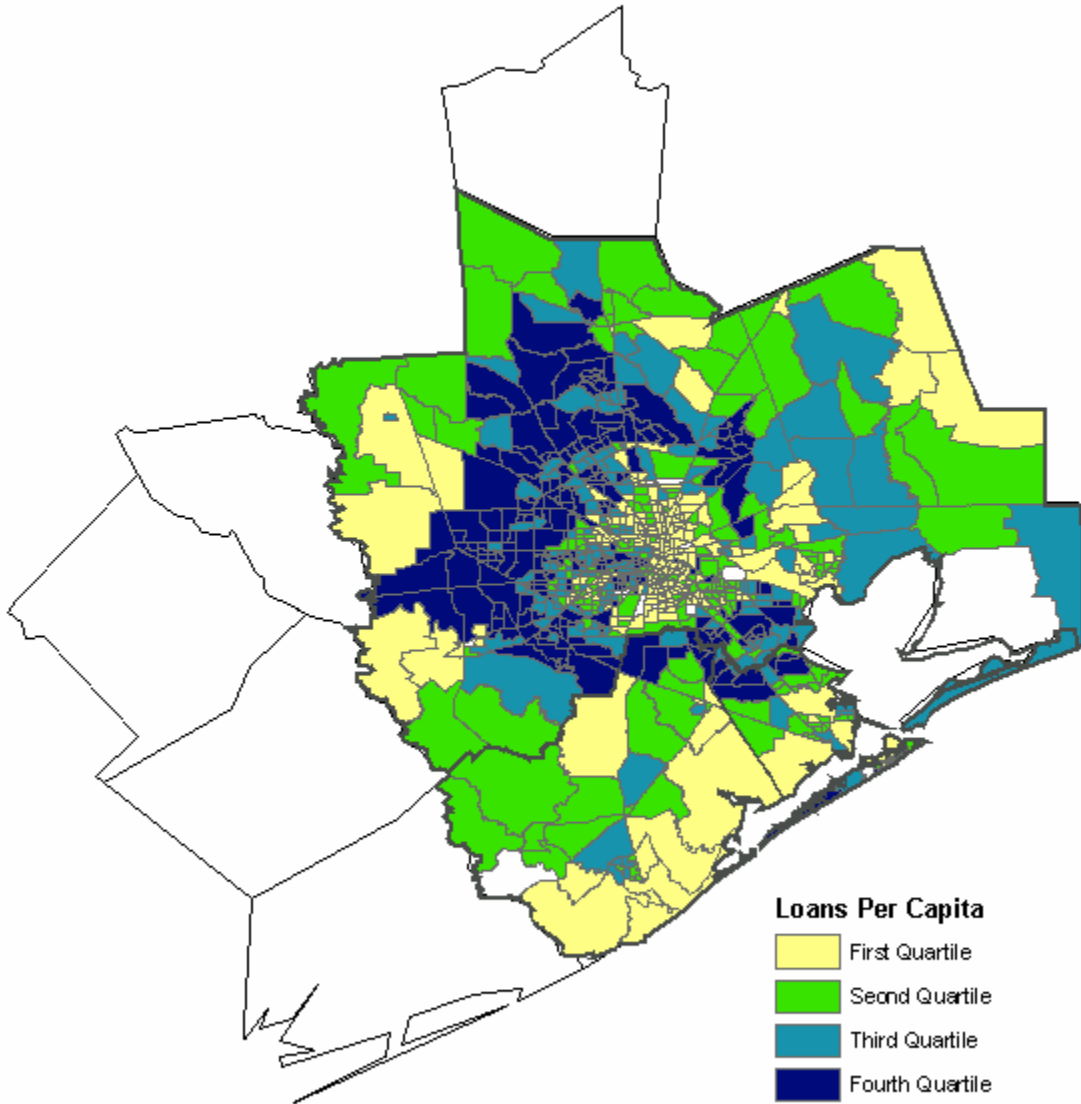 Loans Per Capita
First Quartile
Seond Quartile
Third Quartile
Fourth Quartile